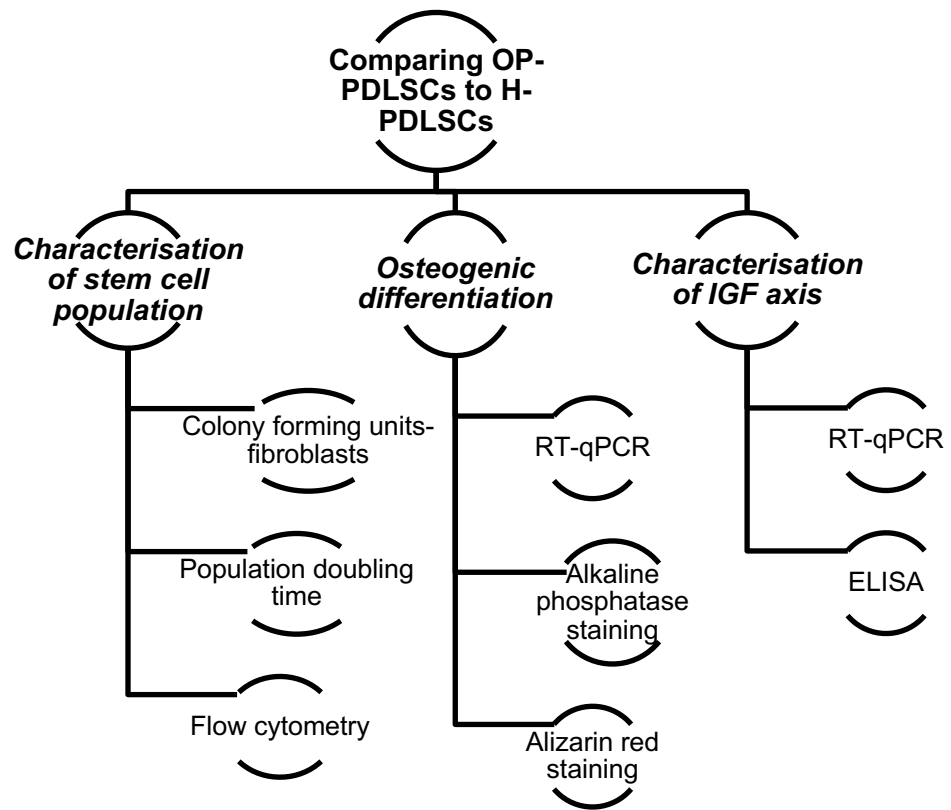 Comparing OP-
PDLSCs to H-
PDLSCs
Characterisation
of stem cell
population
Colony forming units-
fibroblasts
Population doubling
time
Flow cytometry
Osteogenic
differentiation
RT-qPCR
Alkaline
phosphatase
staining
Alizarin red
staining
Characterisation
of IGF axis
RT-qPCR
ELISA